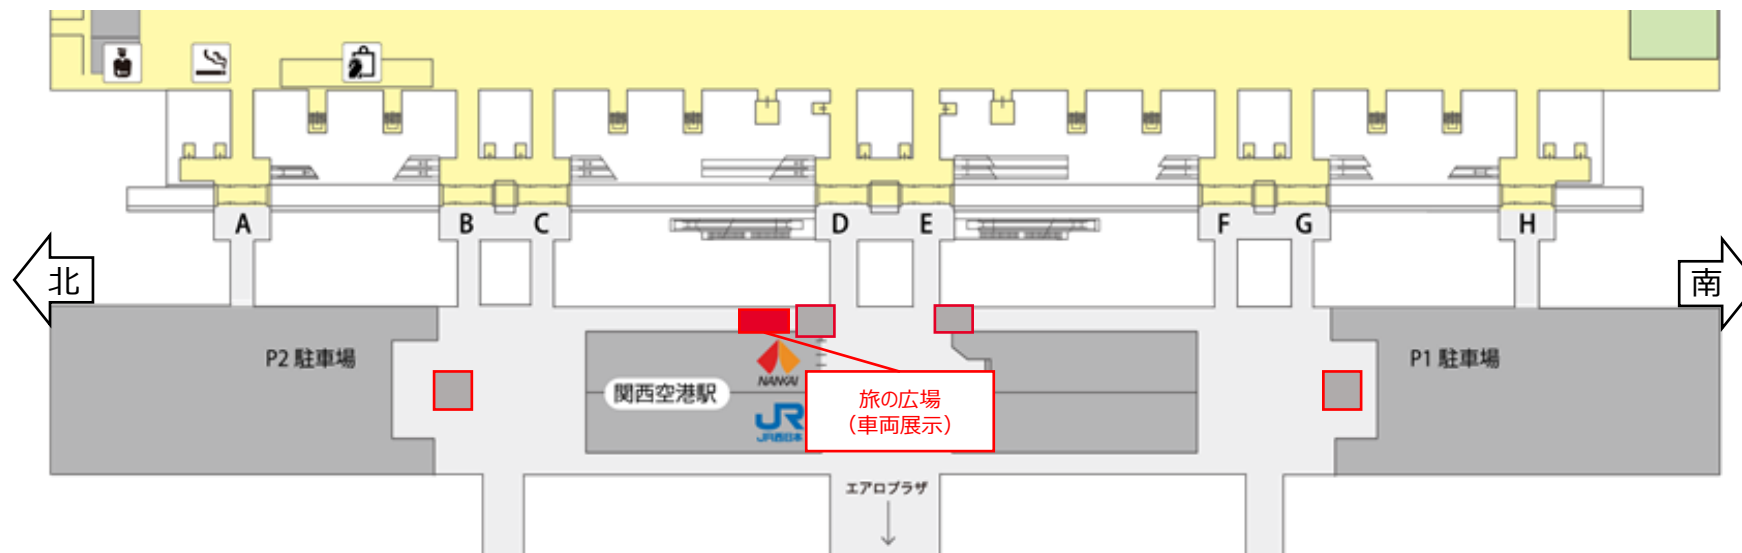 A
B
C
D
E
F
G
H
北
南
P2 駐車場
P1 駐車場
NANKAI
関西空港駅
旅の広場
（車両展示）
JR
JR西日本
エアロプラザ